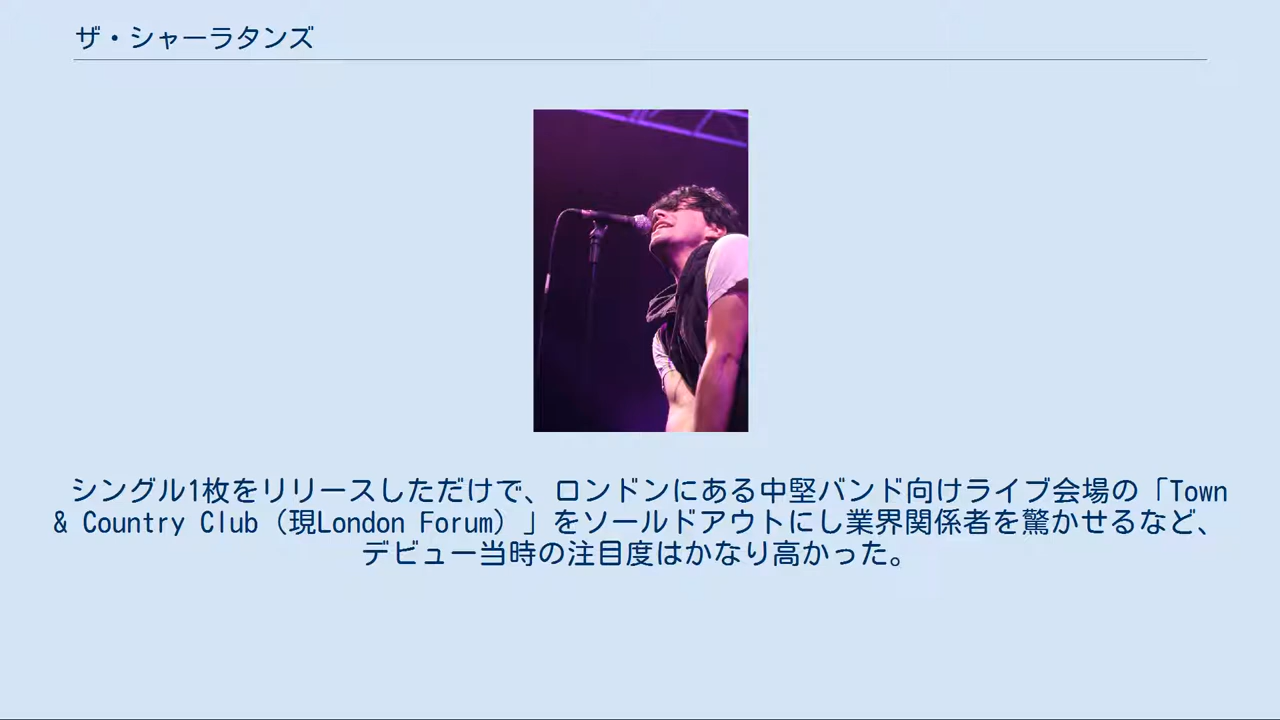 ザ・シャーラタンズ
シングル1枚をリリースしただけで、ロンドンにある中堅バンド向けライブ会場の「Town
& Country Club（現London Forum）」をソールドアウトにし業界関係者を驚かせるなど、
デビュー当時の注目度はかなり高かった。